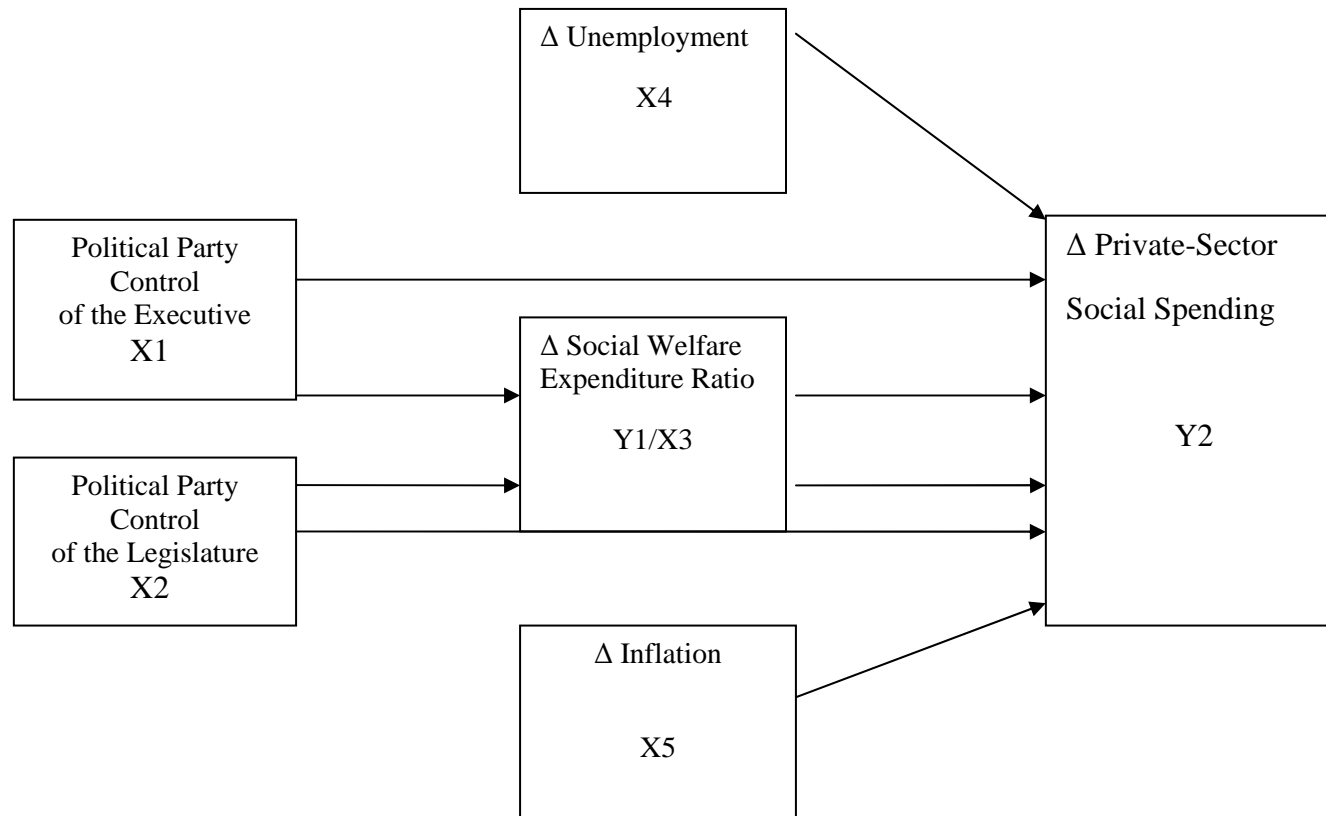 Δ Unemployment
X4
Political Party
Control
of the Executive
X1
Δ Social Welfare
Expenditure Ratio
Y1/X3
Δ Private-Sector
Social Spending
Y2
Political Party
Control
of the Legislature
X2
Δ Inflation
X5